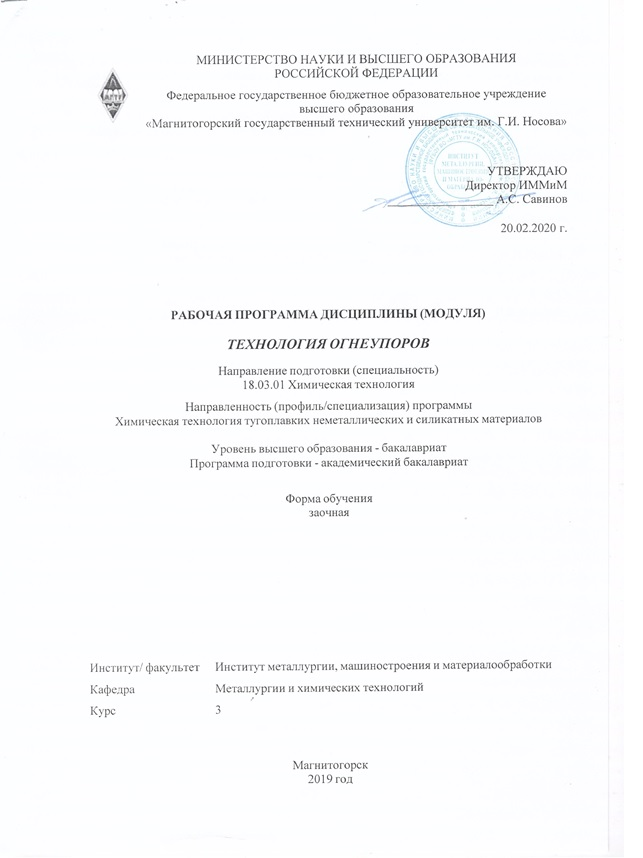 МИНИСТЕРСТВО НАУКИ И ВЫСШЕГО ОБРАЗОВАНИЯ
РОССИЙСКОЙ ФЕДЕРАЦИИ
Федеральное государственное бюджетное образовательное учреждение
высшего образования
«Магнитогорский государственный технический университет им. Г.И. Носова»
ИНСТИТУТ
МЕТАЛЛУРГИИ,
УТВЕРЖДАЮ
Директор ИММиМ
А.С. Савинов
20.02.2020 г.
РАБОЧАЯ ПРОГРАММА ДИСЦИПЛИНЫ (МОДУЛЯ)
ТЕХНОЛОГИЯ ОГНЕУПОРОВ
Направление подготовки (специальность)
18.03.01 Химическая технология
Направленность (профиль/специализация) программы
Химическая технология тугоплавких неметаллических и силикатных материалов
Уровень высшего образования - бакалавриат
Программа подготовки - академический бакалавриат
Форма обучения
заочная
Институт/ факультет Институт металлургии, машиностроения и материалообработки
Кафедра Металлургии и химических технологий
Курс 3
Магнитогорск
2019 год